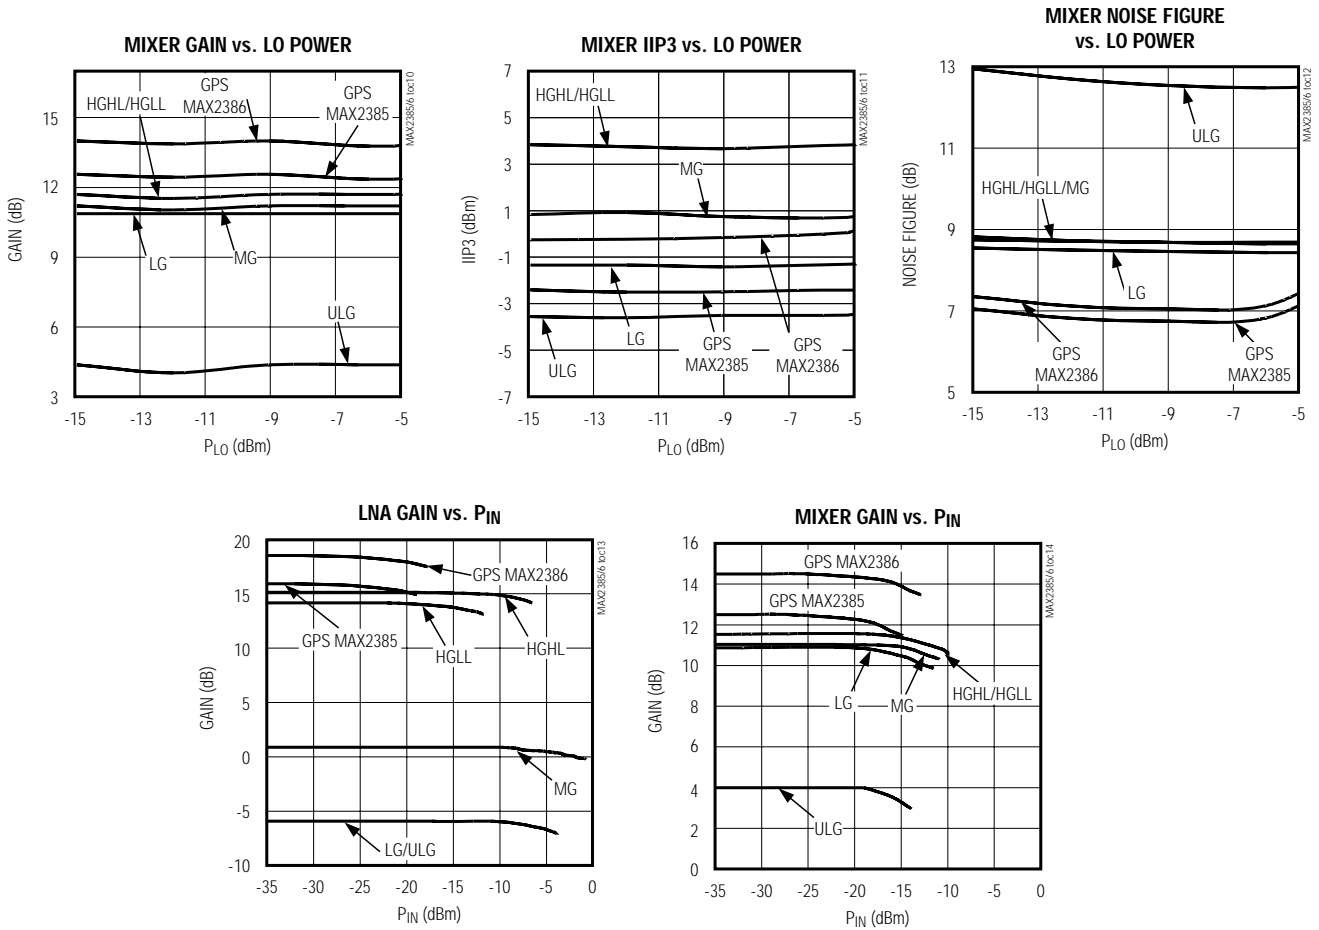 MIXER GAIN vs. LO POWER
15
12
9
6
3
-15 -13 -11 -9 -7 -5
GAIN (dB)
P_LO (dBm)
HGHL/HGLL
GPS
MAX2386
GPS
MAX2385
LG
MG
ULG
MAX2385/6 toc10
MIXER IIP3 vs. LO POWER
7
5
3
1
-1
-3
-5
-7
-15 -13 -11 -9 -7 -5
IIP3 (dBm)
P_LO (dBm)
HGHL/HGLL
MG
LG
ULG
GPS
MAX2385
GPS
MAX2386
MAX2385/6 toc11
MIXER NOISE FIGURE
vs. LO POWER
13
11
9
7
5
-15 -13 -11 -9 -7 -5
NOISE FIGURE (dB)
P_LO (dBm)
ULG
HGHL/HGLL/MG
LG
GPS
MAX2386
GPS
MAX2385
MAX2385/6 toc12
LNA GAIN vs. P_IN
20
15
10
5
0
-5
-10
-35 -30 -25 -20 -15 -10 -5 0
GAIN (dB)
P_IN (dBm)
GPS MAX2386
GPS MAX2385
HGLL
HGHL
MG
LG/ULG
MAX2385/6 toc13
MIXER GAIN vs. P_IN
16
14
12
10
8
6
4
2
0
-35 -30 -25 -20 -15 -10 -5 0
GAIN (dB)
P_IN (dBm)
GPS MAX2386
GPS MAX2385
LG
MG
HGHL/HGLL
ULG
MAX2385/6 toc14